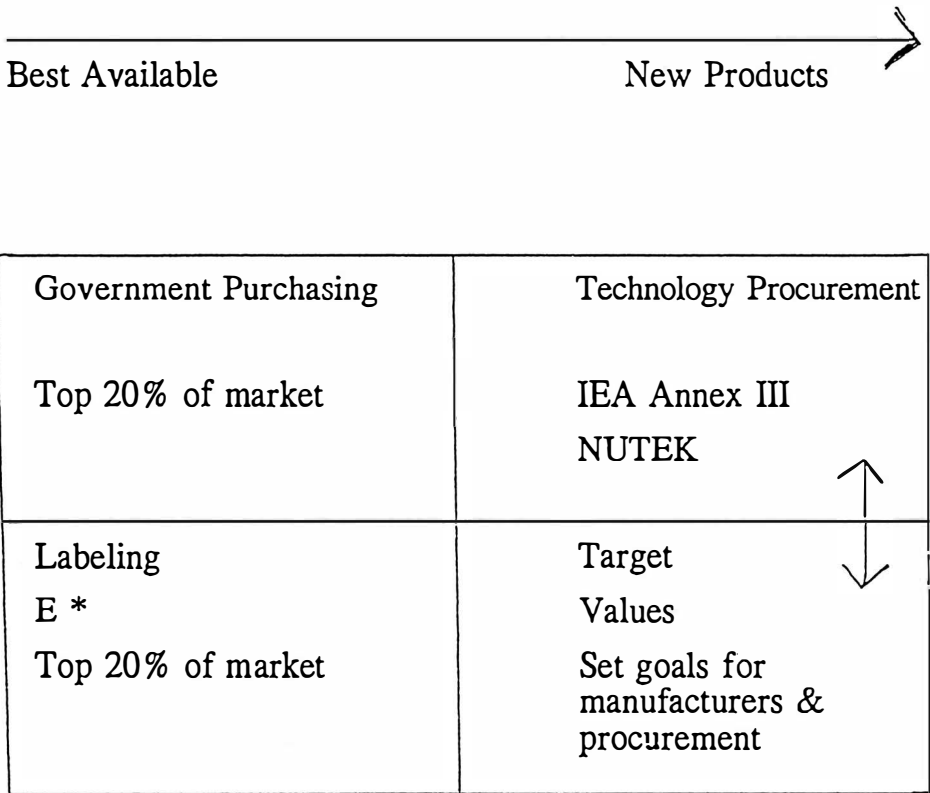 Best Available New Products
Government Purchasing Technology Procurement
Top 20% of market IEA Annex III
NUTEK
Labeling Target
E * Values
Top 20% of market Set goals for
manufacturers &
procurement